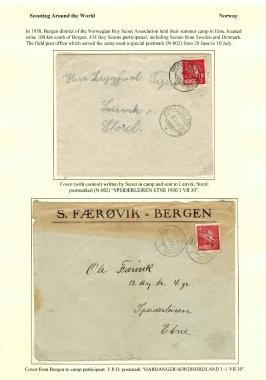 Scouting Around the World
Norway
In 1930, Bergen district of the Norwegian Boy Scout Association held their summer camp in Etne, located
some 100 km south of Bergen. 434 Boy Scouts participated, including Scouts from Sweden and Denmark.
The field post office which served the camp used a special postmark (N-002) from 29 June to 10 July.
Leirvik
Stord.
Cover (with content) written by Scout in camp and sent to Leirvik, Stord,
postmarked (N-002) "SPEIDERLEIREN ETNE 1930 1 VII 30".
S. FÆRØVIK - BERGEN
Ole Færövik
Speiderleiren
Etne
Cover from Bergen to camp participant. T.P.O. postmark "HARDANGER-SÖNDHORDLAND 1 -1 VII 30".